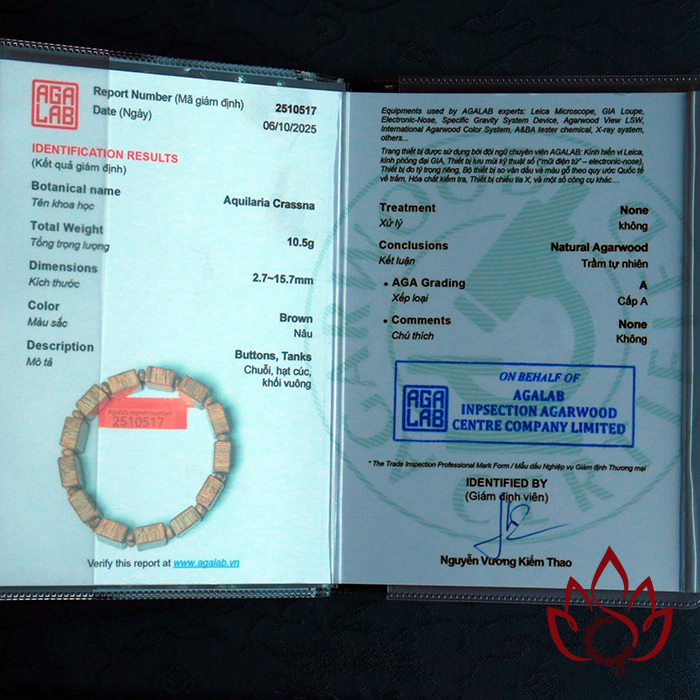 AGA
LAB
Report Number (Mã giám định) 2510517
Date (Ngày) 06/10/2025
IDENTIFICATION RESULTS
(Kết quả giám định)
Botanical name
Tên khoa học
Aquilaria Crassna
Total Weight
Tổng trọng lượng
10.5g
Dimensions
Kích thước
2.7~15.7mm
Color
Màu sắc
Brown
Nâu
Description
Mô tả
Buttons, Tanks
Chuỗi, hạt cúc,
khối vuông
Agalab report number
2510517
Verify this report at www.agalab.vn
Equipments used by AGALAB experts: Leica Microscope, GIA Loupe,
Electronic-Nose, Specific Gravity System Device, Agarwood View LSW,
International Agarwood Color System, A&BA tester chemical, X-ray system,
others...
Trang thiết bị được sử dụng bởi đội ngũ chuyên viên AGALAB: Kính hiển vi Leica,
kính phóng đại GIA, Thiết bị lưu mùi kỹ thuật số ("mũi điện tử" – electronic-nose),
Thiết bị đo tỷ trọng riêng, Bộ thiết bị so vân dầu và màu gỗ theo quy ước Quốc tế
về trầm, Hóa chất kiểm tra, Thiết bị chiếu tia X, và một số công cụ khác…
Treatment
Xử lý
None
không
Conclusions
Kết luận
Natural Agarwood
Trầm tự nhiên
• AGA Grading
Xếp loại
A
Cấp A
• Comments
Chú thích
None
Không
ON BEHALF OF
AGA
LAB
AGALAB
INPSECTION AGARWOOD
CENTRE COMPANY LIMITED
* The Trade Inspection Professional Mark Form / Mẫu dấu Nghiệp vụ Giám định Thương mại
IDENTIFIED BY
(Giám định viên)
Nguyễn Vương Kiếm Thao